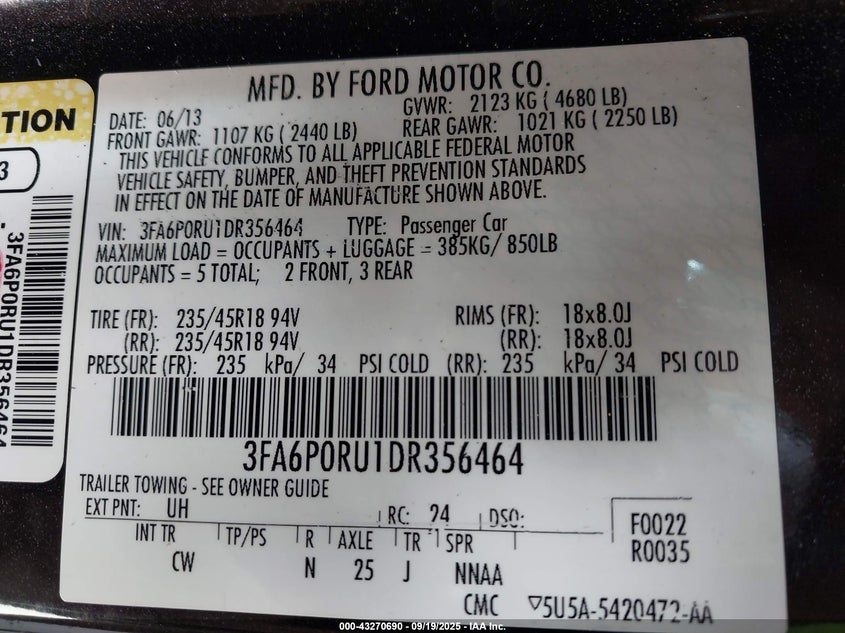 MFD. BY FORD MOTOR CO.
DATE: 06/13 GVWR: 2123 KG ( 4680 LB)
FRONT GAWR: 1107 KG ( 2440 LB) REAR GAWR: 1021 KG ( 2250 LB)
THIS VEHICLE CONFORMS TO ALL APPLICABLE FEDERAL MOTOR
VEHICLE SAFETY, BUMPER, AND THEFT PREVENTION STANDARDS
IN EFFECT ON THE DATE OF MANUFACTURE SHOWN ABOVE.
VIN: 3FA6P0RU1DR356464 TYPE: Passenger Car
MAXIMUM LOAD = OCCUPANTS + LUGGAGE = 385KG/ 850LB
OCCUPANTS = 5 TOTAL; 2 FRONT, 3 REAR
TIRE (FR): 235/45R18 94V RIMS (FR): 18x8.0J
(RR): 235/45R18 94V (RR): 18x8.0J
PRESSURE (FR): 235 kPa/ 34 PSI COLD (RR): 235 kPa/ 34 PSI COLD
3FA6P0RU1DR356464
TRAILER TOWING - SEE OWNER GUIDE
EXT PNT: UH RC: 24 DSO:
INT TR TP/PS R AXLE TR SPR
CW N 25 J NNAA
F0022
R0035
CMC ▽5U5A-5420472-AA
TION
3
3FA6P0RU1DR356464
000-43270690 - 09/19/2025 - IAA Inc.